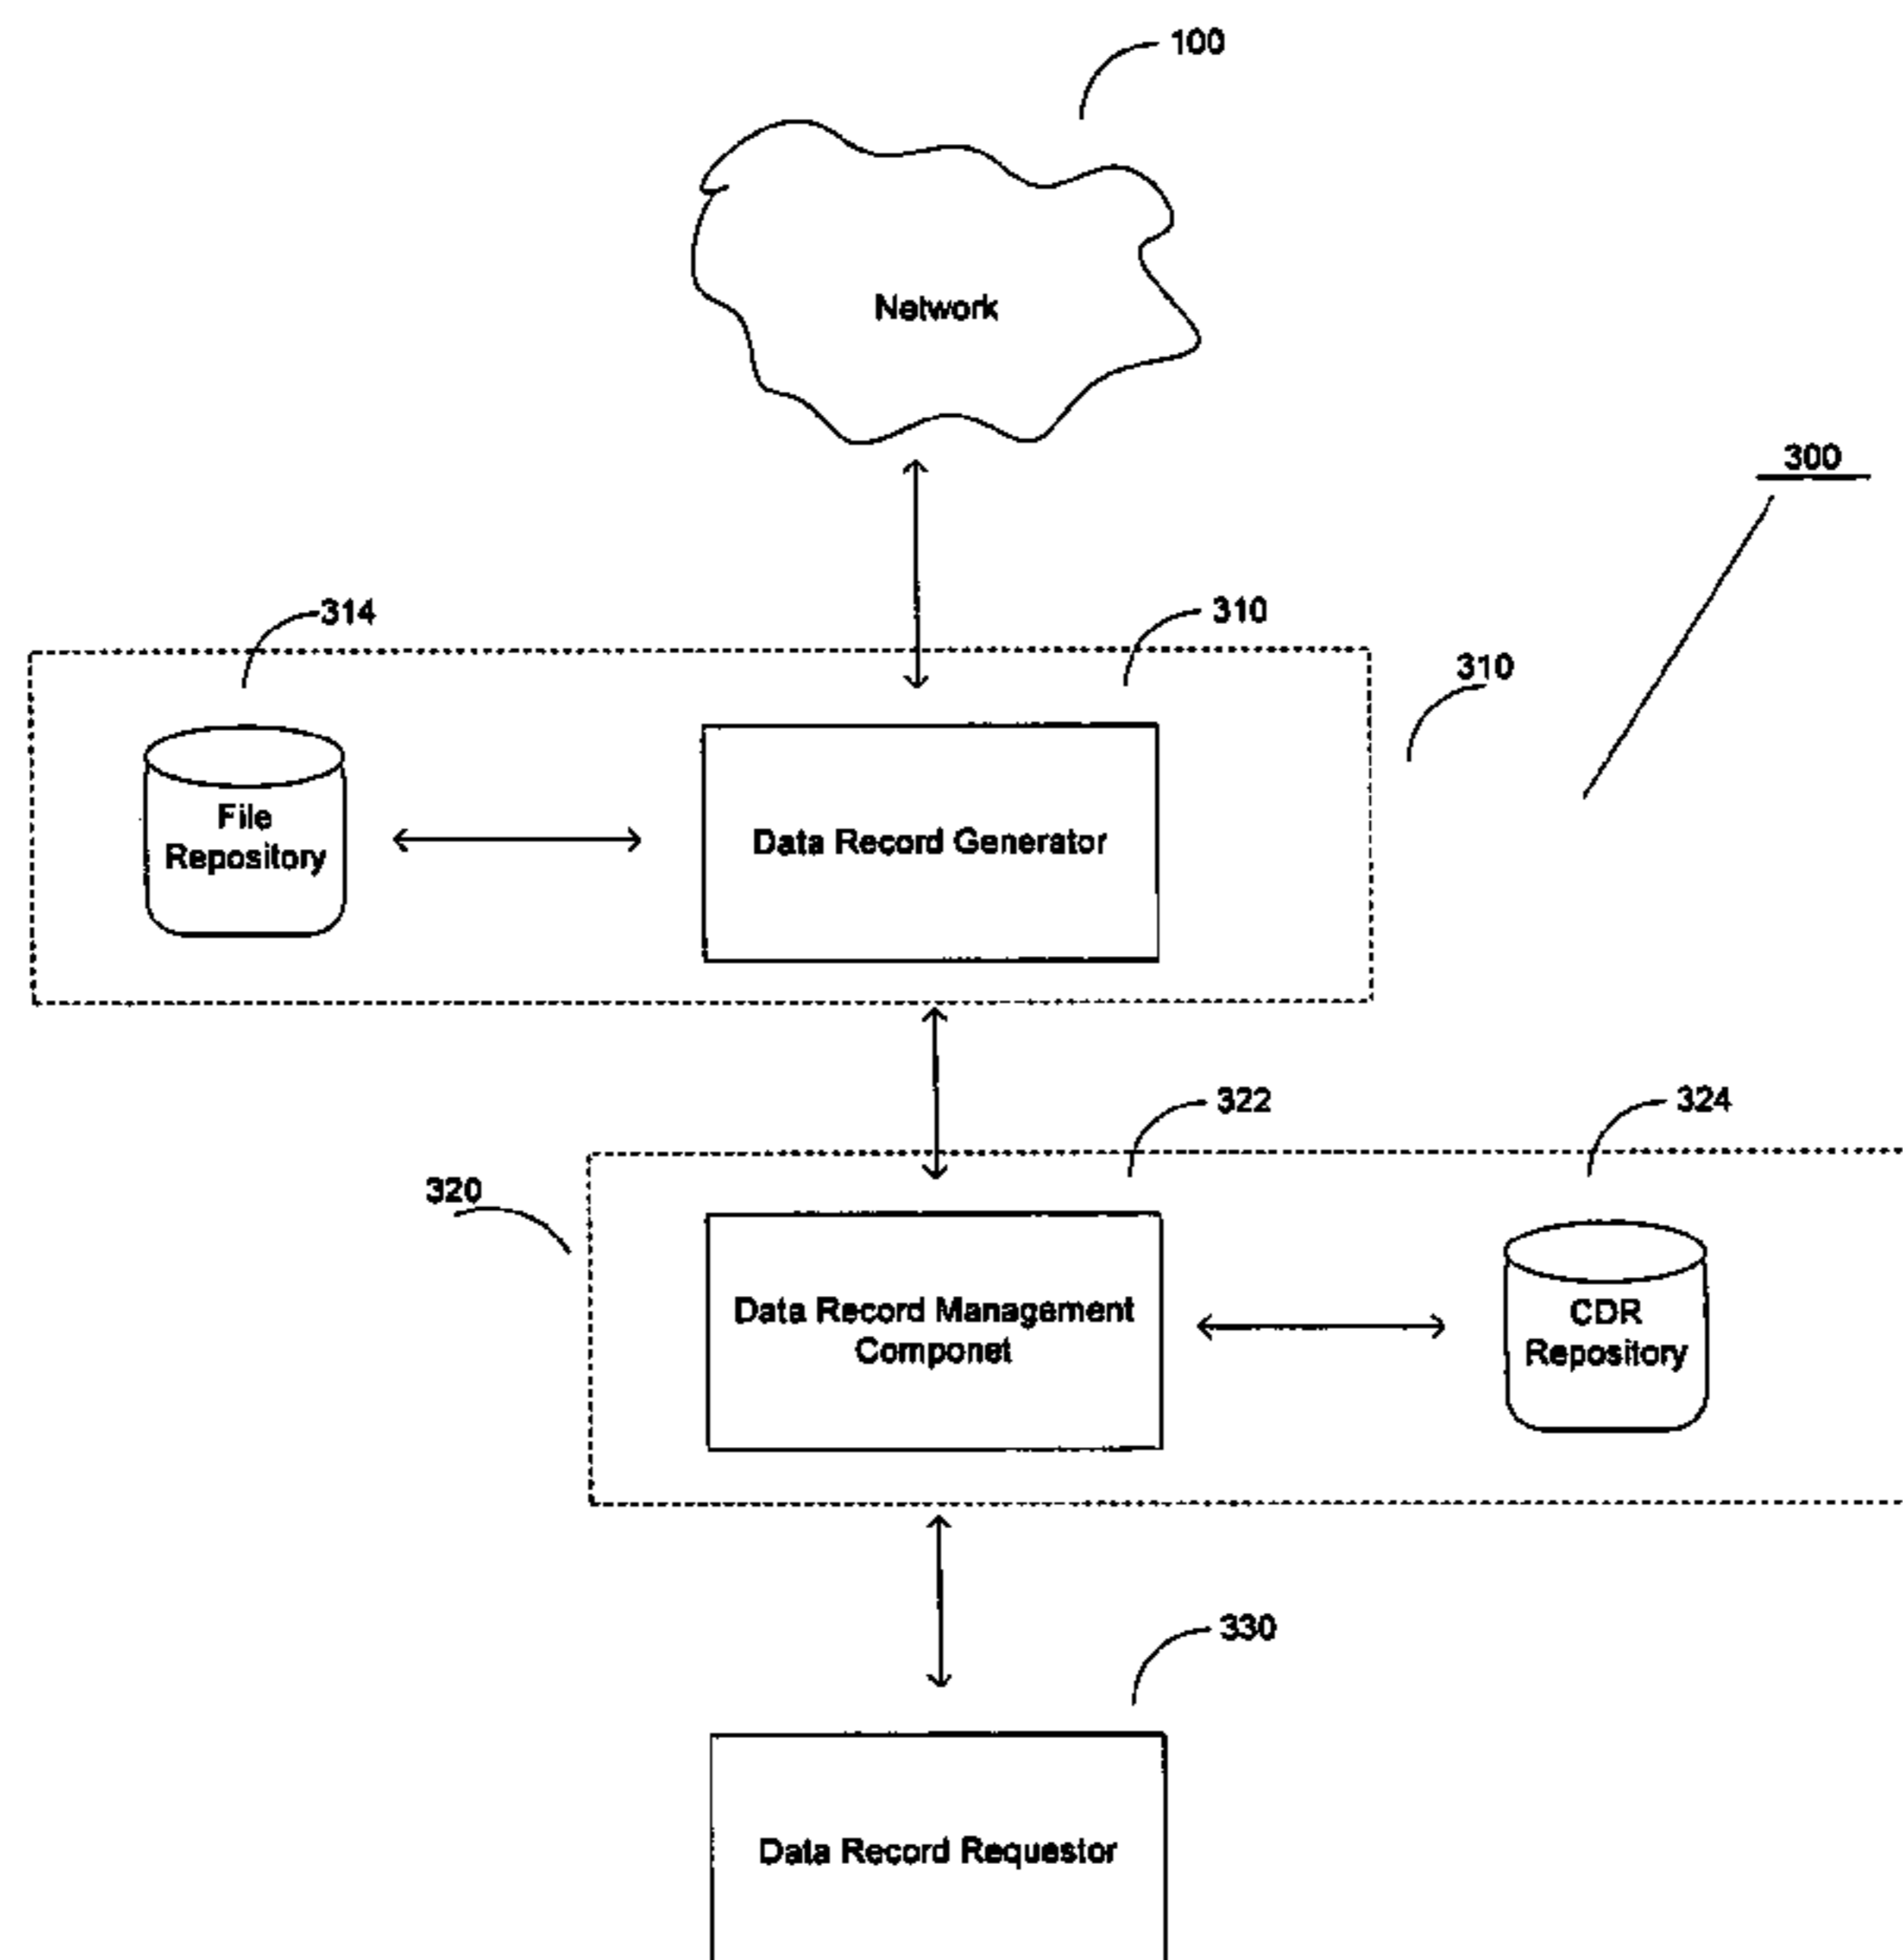 100
Network
300
314
310
310
File
Repository
Data Record Generator
322
324
320
Data Record Management
Componet
CDR
Repository
330
Data Record Requestor